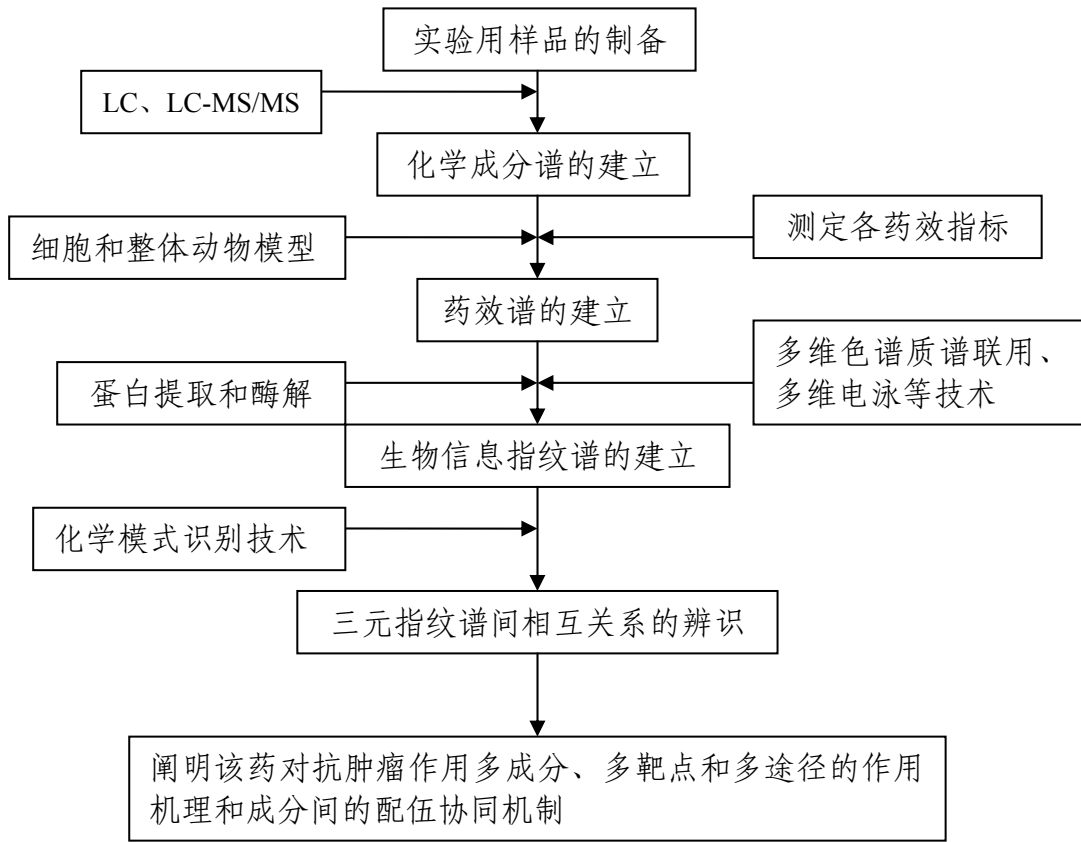 实验用样品的制备
LC、LC-MS/MS
化学成分谱的建立
细胞和整体动物模型
测定各药效指标
药效谱的建立
多维色谱质谱联用、
多维电泳等技术
蛋白提取和酶解
生物信息指纹谱的建立
化学模式识别技术
三元指纹谱间相互关系的辨识
阐明该药对抗肿瘤作用多成分、多靶点和多途径的作用
机理和成分间的配伍协同机制